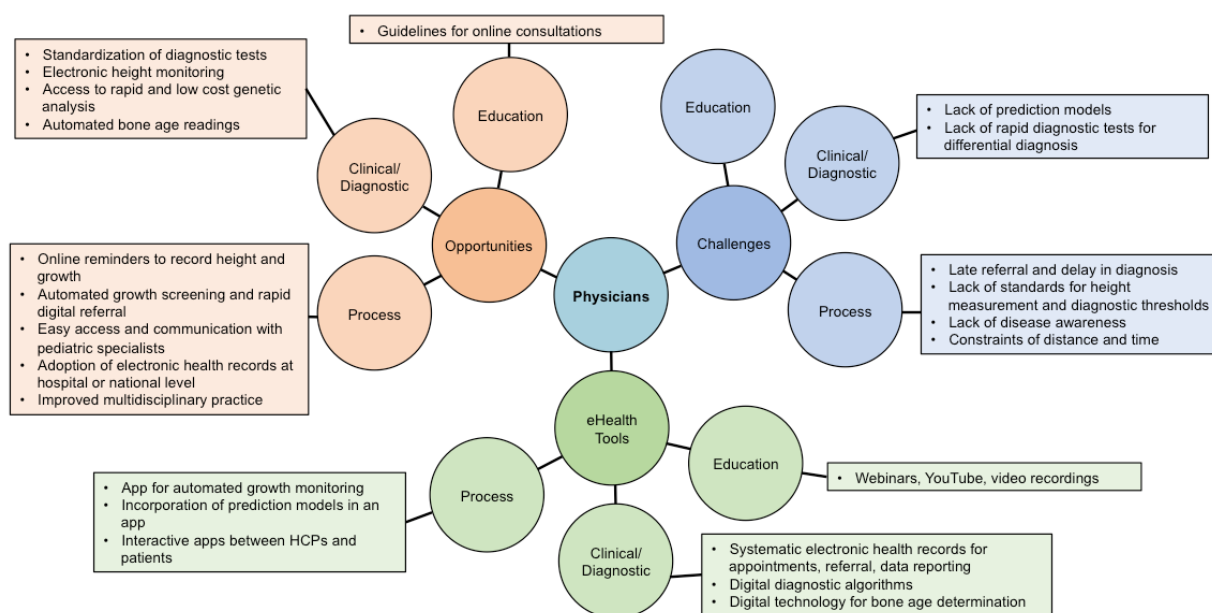 • Guidelines for online consultations
• Standardization of diagnostic tests
• Electronic height monitoring
• Access to rapid and low cost genetic
analysis
• Automated bone age readings
Education
Clinical/
Diagnostic
Opportunities
• Online reminders to record height and
growth
• Automated growth screening and rapid
digital referral
• Easy access and communication with
pediatric specialists
• Adoption of electronic health records at
hospital or national level
• Improved multidisciplinary practice
Process
Physicians
Education
Clinical/
Diagnostic
• Lack of prediction models
• Lack of rapid diagnostic tests for
differential diagnosis
Challenges
Process
• Late referral and delay in diagnosis
• Lack of standards for height
measurement and diagnostic thresholds
• Lack of disease awareness
• Constraints of distance and time
eHealth
Tools
Education
• Webinars, YouTube, video recordings
Process
• App for automated growth monitoring
• Incorporation of prediction models in an
app
• Interactive apps between HCPs and
patients
Clinical/
Diagnostic
• Systematic electronic health records for
appointments, referral, data reporting
• Digital diagnostic algorithms
• Digital technology for bone age determination